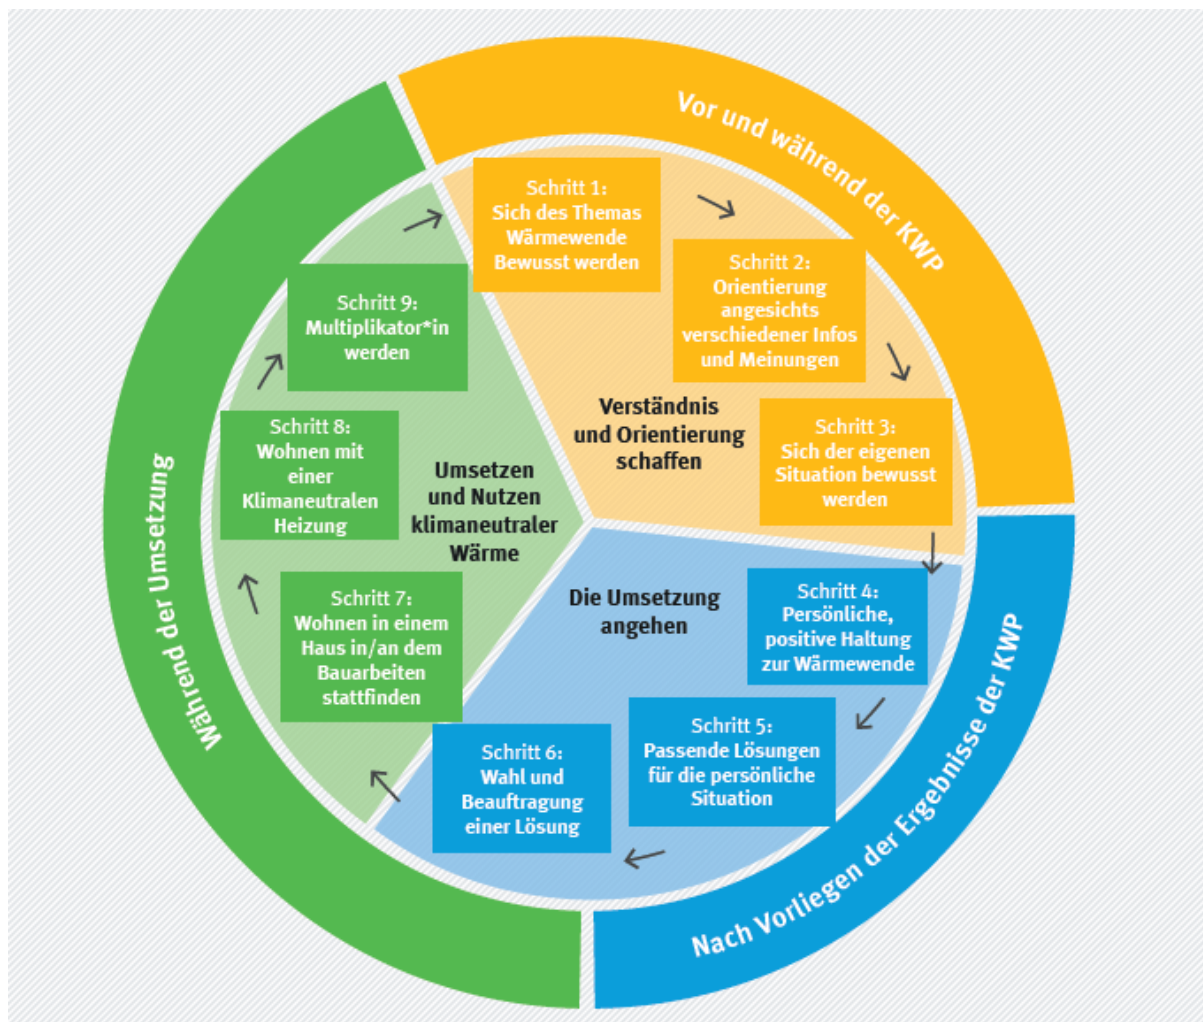 Vor und während der KWP
Schritt 1:
Sich des Themas
Wärmewende
Bewusst werden
Schritt 2:
Orientierung
angesichts
verschiedener Infos
und Meinungen
Schritt 3:
Sich der eigenen
Situation bewusst
werden
Verständnis
und Orientierung
schaffen
Nach Vorliegen der Ergebnisse der KWP
Schritt 4:
Persönliche,
positive Haltung
zur Wärmewende
Schritt 5:
Passende Lösungen
für die persönliche
Situation
Schritt 6:
Wahl und
Beauftragung
einer Lösung
Die Umsetzung
angehen
Während der Umsetzung
Schritt 7:
Wohnen in einem
Haus in/an dem
Bauarbeiten
stattfinden
Schritt 8:
Wohnen mit
einer
Klimaneutralen
Heizung
Schritt 9:
Multiplikator*in
werden
Umsetzen
und Nutzen
klimaneutraler
Wärme